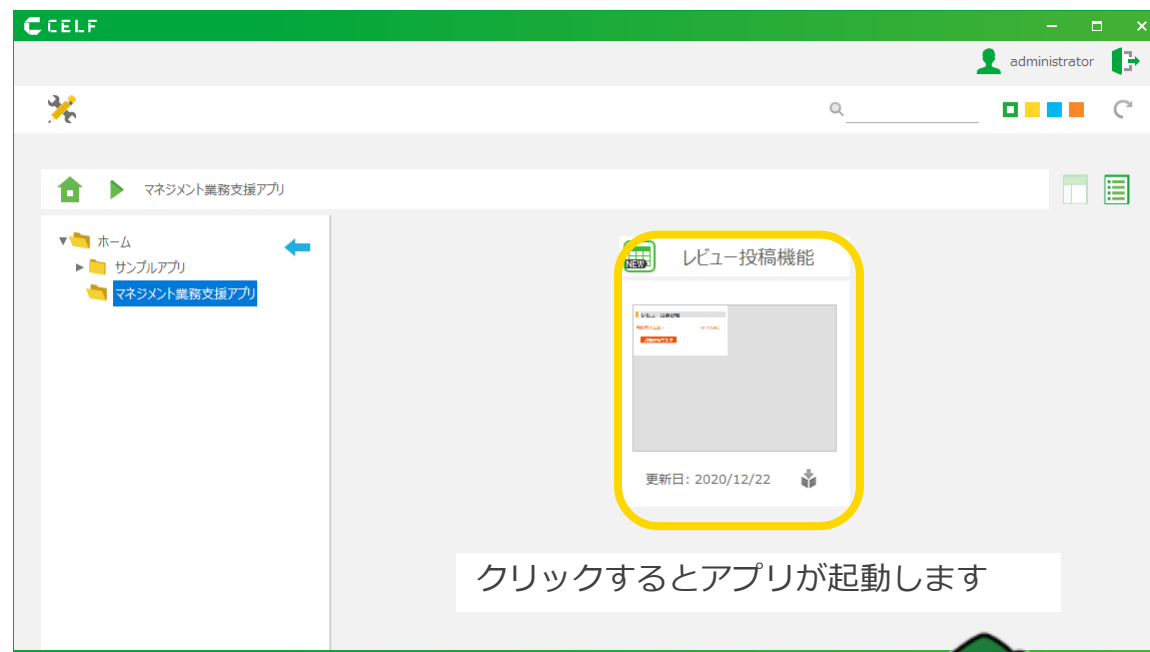 CELF
administrator
マネジメント業務支援アプリ
ホーム
サンプルアプリ
マネジメント業務支援アプリ
NEW
レビュー投稿機能
更新日: 2020/12/22
クリックするとアプリが起動します